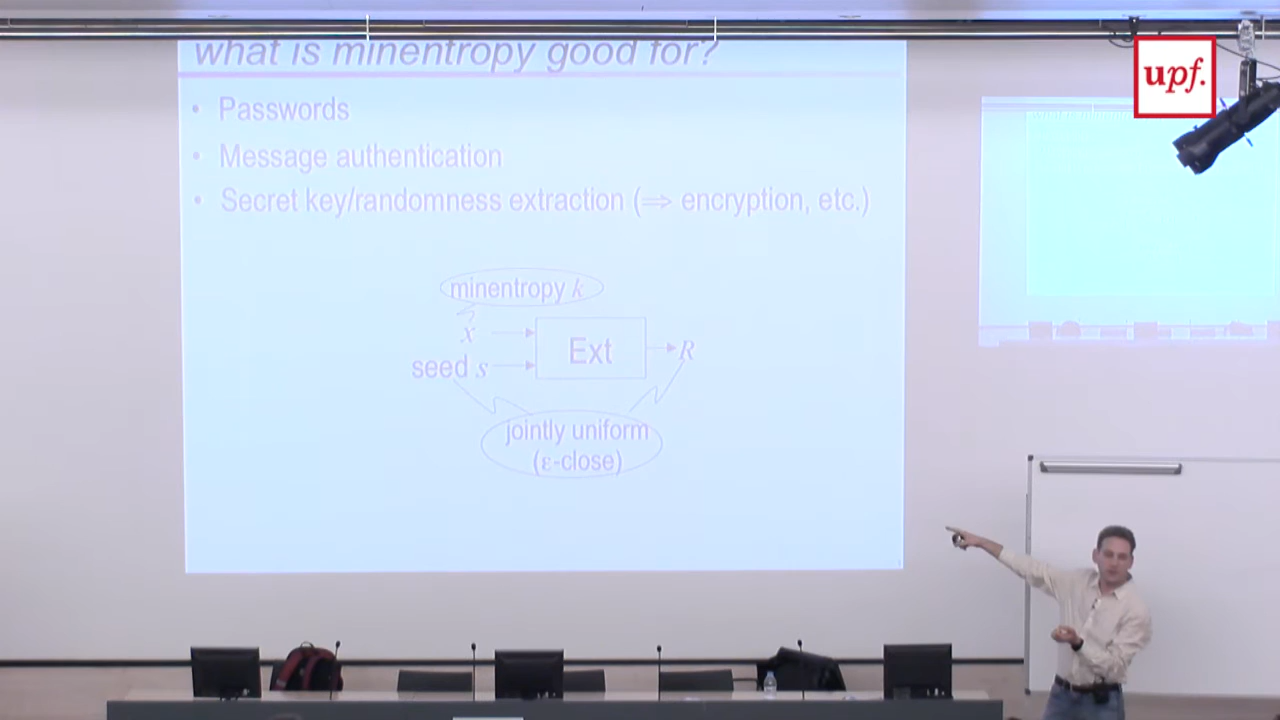 what is minentropy good for?
• Passwords
• Message authentication
• Secret key/randomness extraction (⇒ encryption, etc.)
minentropy k
x
Ext
R
seed s
jointly uniform
(ε-close)
upf.